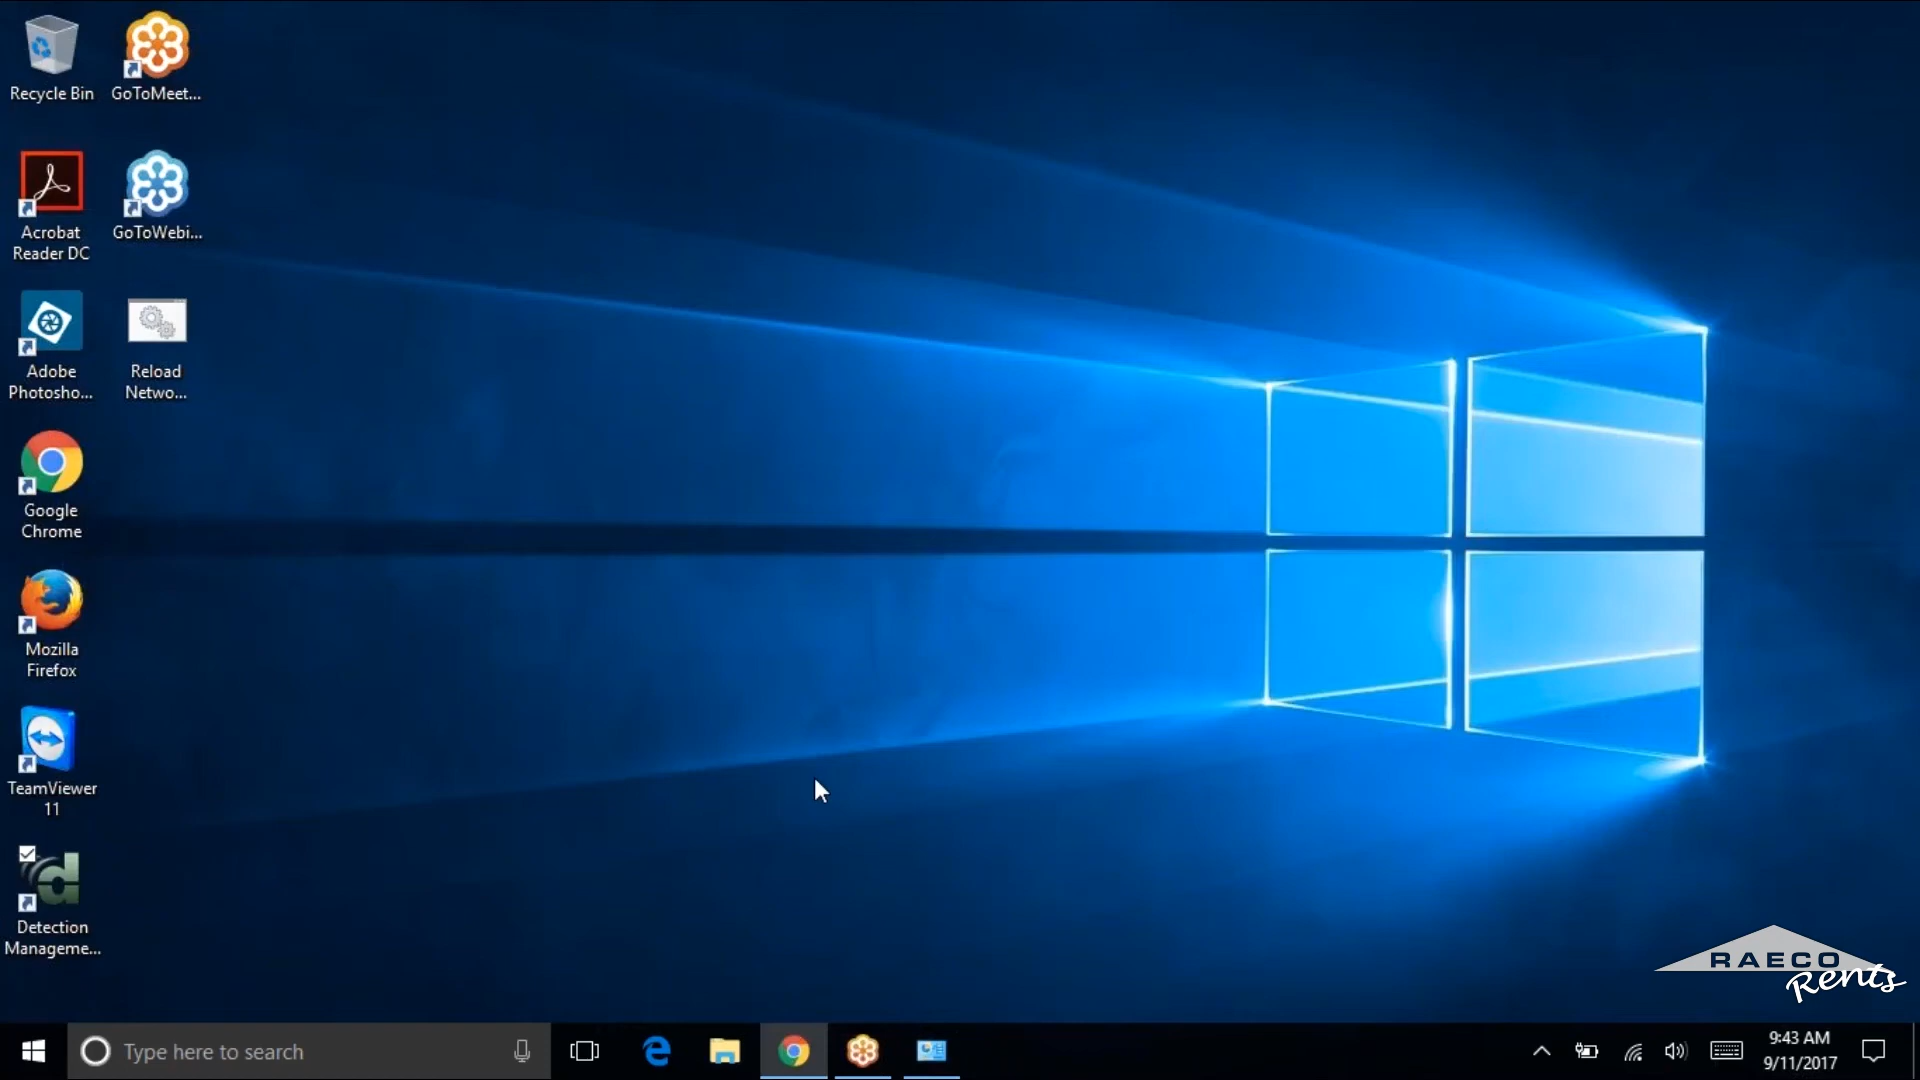 Recycle Bin
GoToMeet...
Acrobat
Reader DC
GoToWebi...
Adobe
Photosho...
Reload
Netwo...
Google
Chrome
Mozilla
Firefox
TeamViewer
11
Detection
Manageme...
RAECO
Rents
Type here to search
9:43 AM
9/11/2017